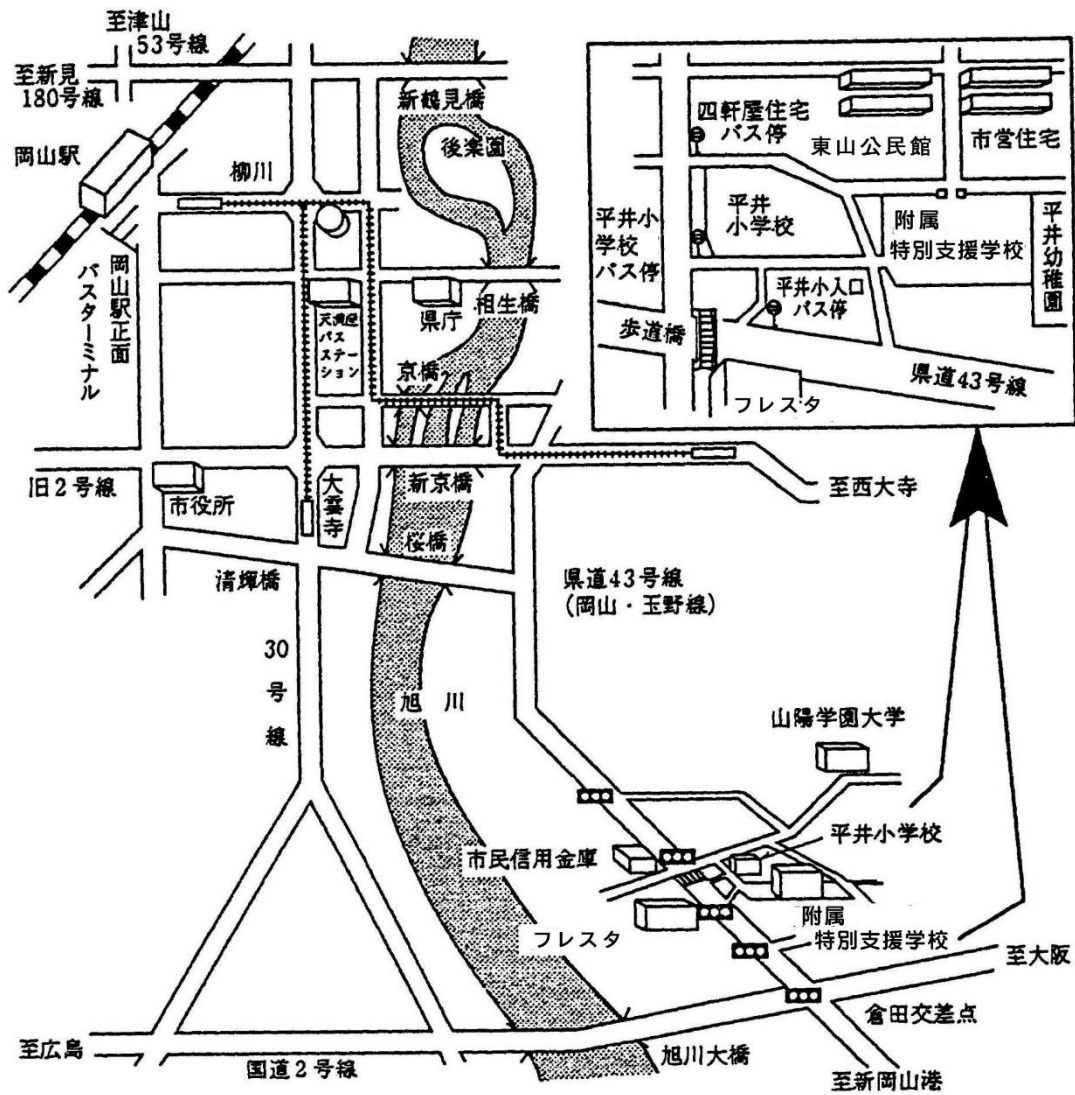 至津山
53号線
至新見
180号線
岡山駅
柳川
新鶴見橋
後楽園
岡山駅正面
バスターミナル
天満屋
バス
ステー
ション
県庁
相生橋
京橋
旧2号線
市役所
大雲寺
新京橋
至西大寺
桜橋
清輝橋
県道43号線
(岡山・玉野線)
30号線
旭川
山陽学園大学
市民信用金庫
平井小学校
フレスタ
附属
特別支援学校
至大阪
倉田交差点
至広島
国道2号線
旭川大橋
至新岡山港
四軒屋住宅
バス停
東山公民館
市営住宅
平井小
学校
バス停
平井
小学校
附属
特別支援学校
平井幼稚園
平井小入口
バス停
歩道橋
県道43号線
フレスタ